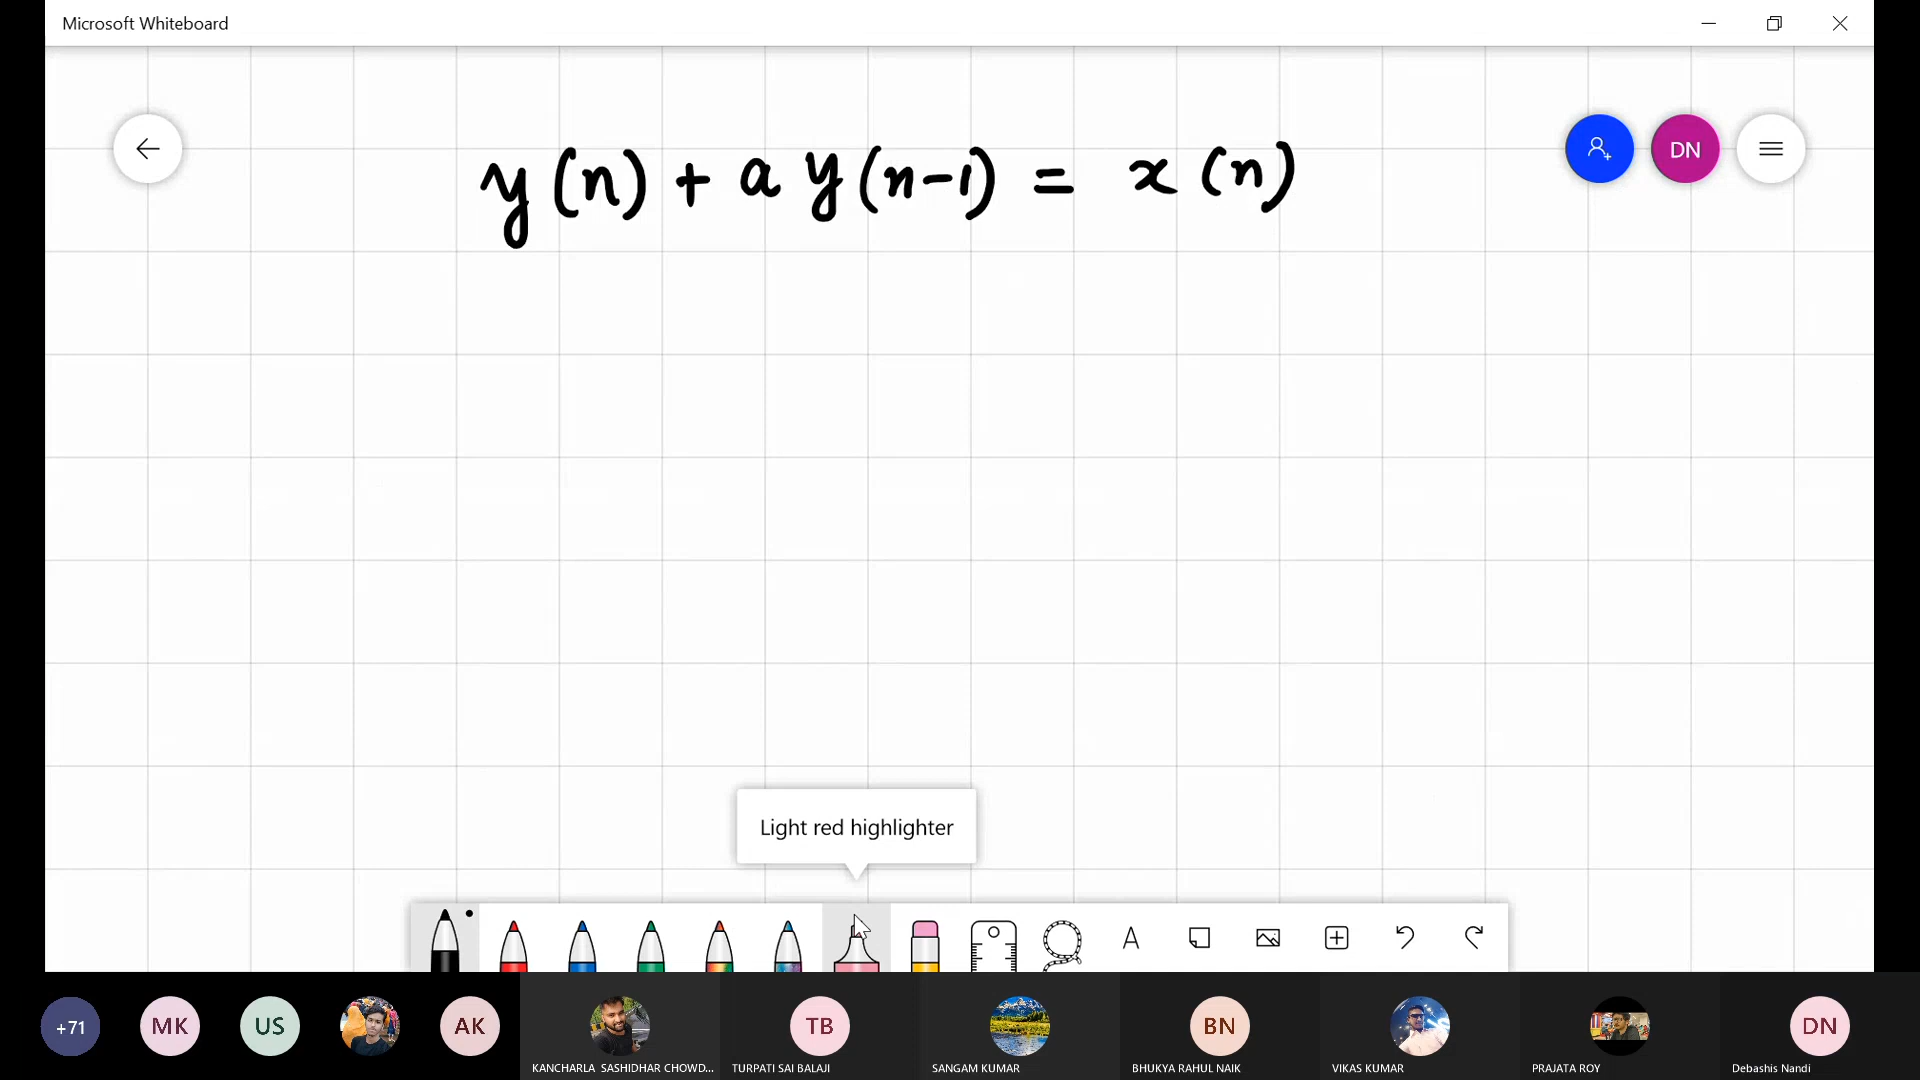 Microsoft Whiteboard
y(n) + a y(n-1) = x(n)
DN
Light red highlighter
A
+71
MK
US
AK
TB
BN
DN
KANCHARLA SASHIDHAR CHOWD...
TURPATI SAI BALAJI
SANGAM KUMAR
BHUKYA RAHUL NAIK
VIKAS KUMAR
PRAJATA ROY
Debashis Nandi